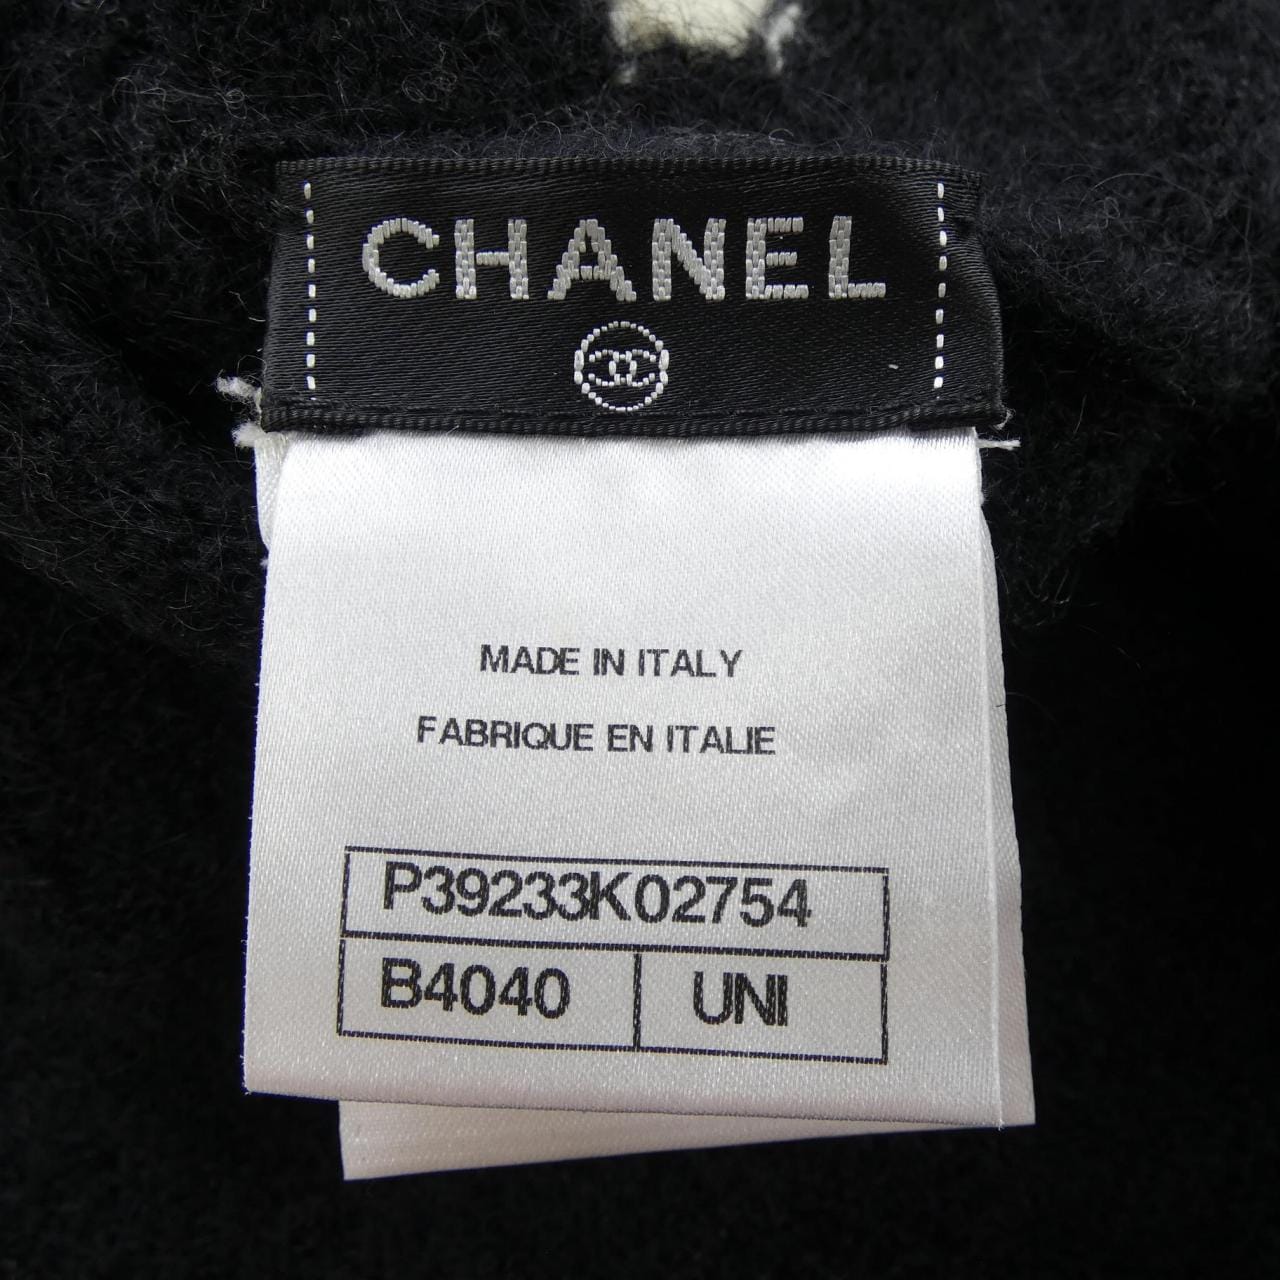 CHANEL
MADE IN ITALY
FABRIQUE EN ITALIE
P39233K02754
B4040 UNI